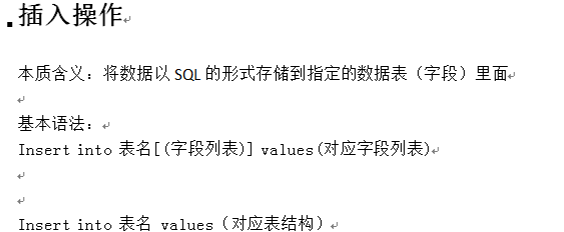 插入操作
本质含义：将数据以 SQL 的形式存储到指定的数据表（字段）里面
基本语法：
Insert into 表名[(字段列表)] values(对应字段列表)
Insert into 表名 values（对应表结构）